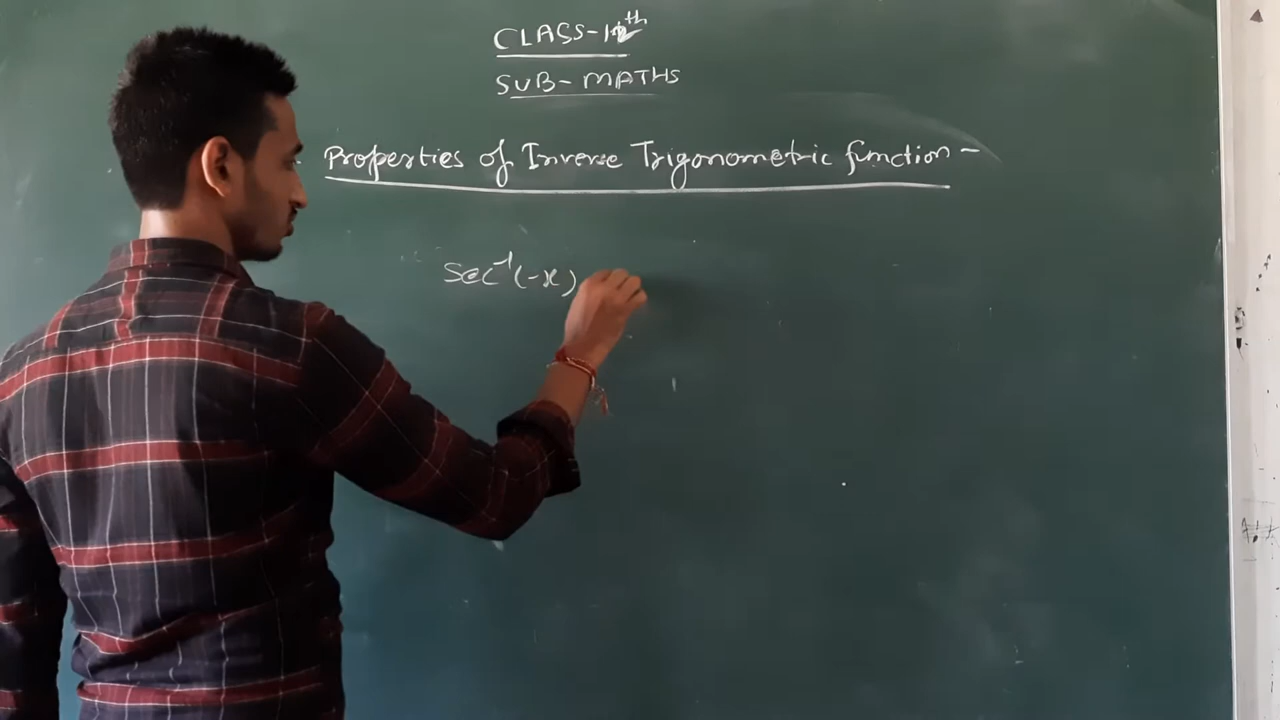 CLASS-12th
SUB-MATHS
Properties of Inverse Trigonometric function-
Sec⁻¹(-x)